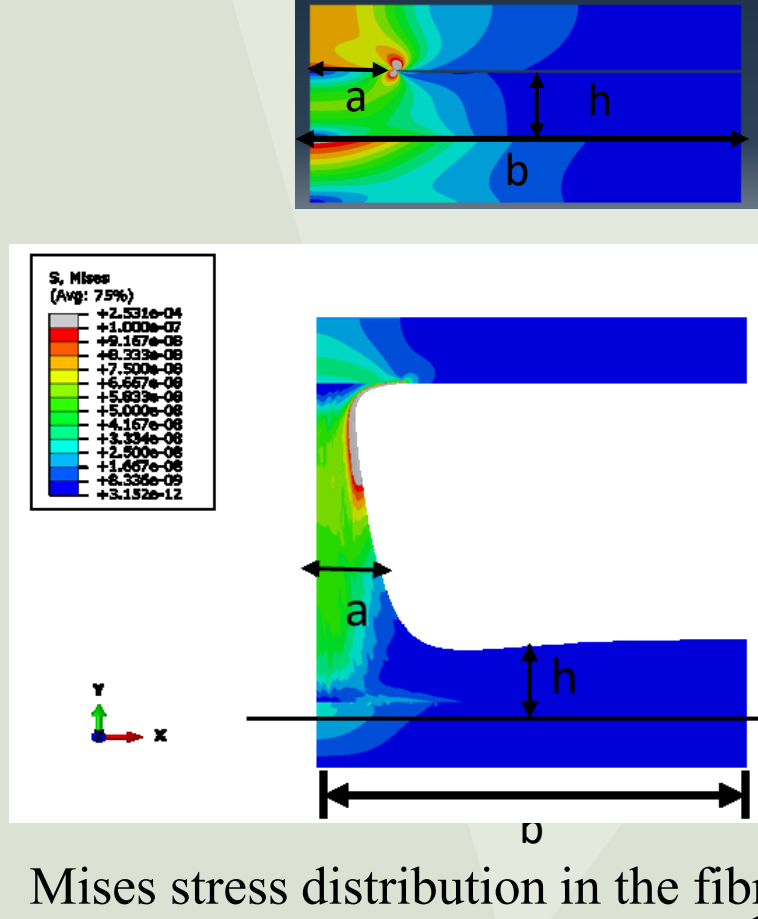 a
h
b
S, Mises
(Avg: 75%)
+2.531e-04
+1.000e-07
+9.167e-08
+8.333e-08
+7.500e-08
+6.667e-08
+5.833e-08
+5.000e-08
+4.167e-08
+3.334e-08
+2.500e-08
+1.667e-08
+8.336e-09
+3.152e-12
a
h
Y
X
b
Mises stress distribution in the